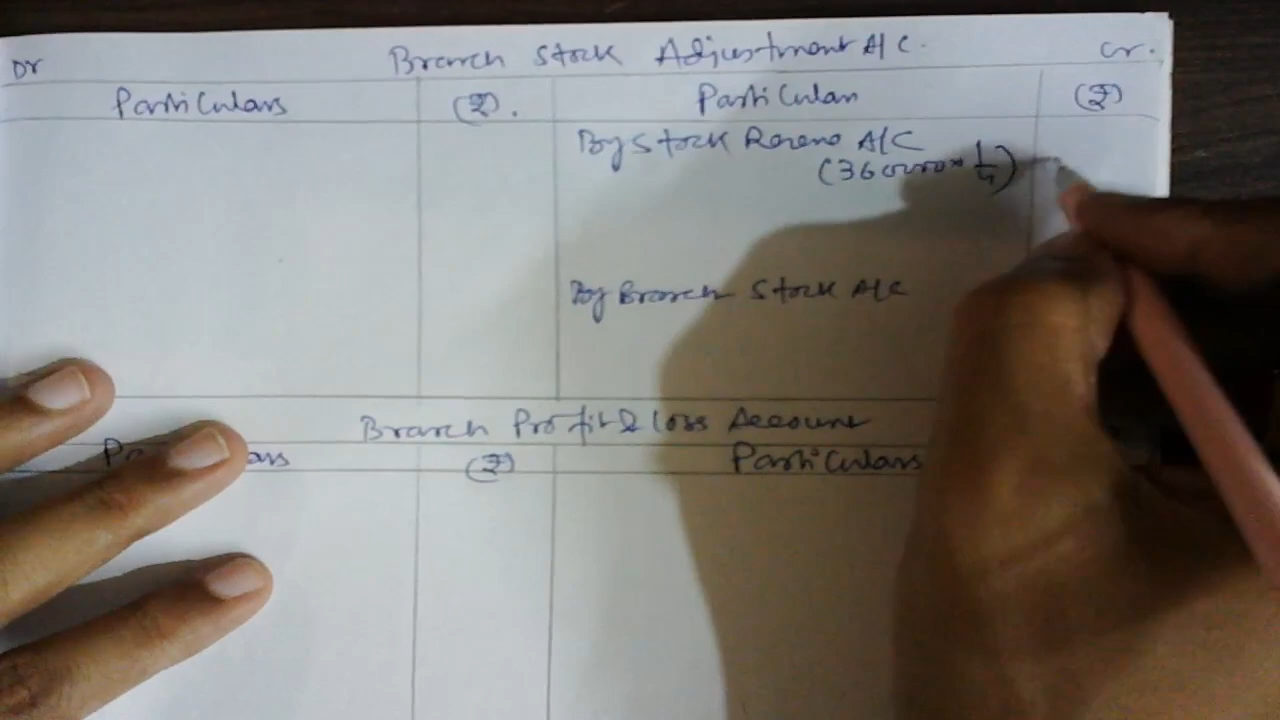 Dr Branch Stock Adjustment A/C. Cr.
Particulars (₹). Particulars (₹)
By Stock Reserve A/C
(360000× 1/4)
By Branch Stock A/C
Branch Profit & Loss Account
(₹) Particulars